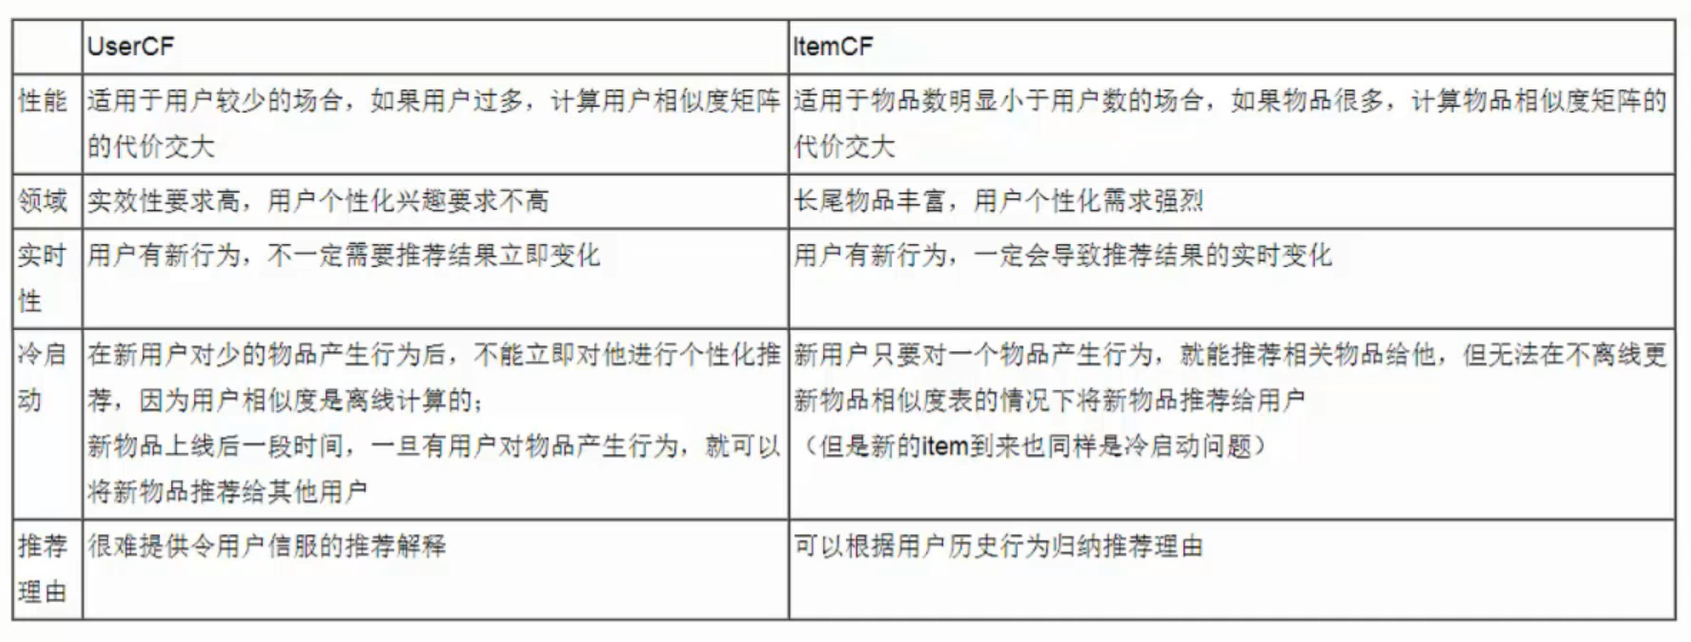 UserCF
ItemCF
性能
适用于用户较少的场合，如果用户过多，计算用户相似度矩阵
的代价交大
适用于物品数明显小于用户数的场合，如果物品很多，计算物品相似度矩阵的
代价交大
领域
实效性要求高，用户个性化兴趣要求不高
长尾物品丰富，用户个性化需求强烈
实时
性
用户有新行为，不一定需要推荐结果立即变化
用户有新行为，一定会导致推荐结果的实时变化
冷启
动
在新用户对少的物品产生行为后，不能立即对他进行个性化推
荐，因为用户相似度是离线计算的；
新物品上线后一段时间，一旦有用户对物品产生行为，就可以
将新物品推荐给其他用户
新用户只要对一个物品产生行为，就能推荐相关物品给他，但无法在不离线更
新物品相似度表的情况下将新物品推荐给用户
（但是新的item到来也同样是冷启动问题）
推荐
理由
很难提供令用户信服的推荐解释
可以根据用户历史行为归纳推荐理由